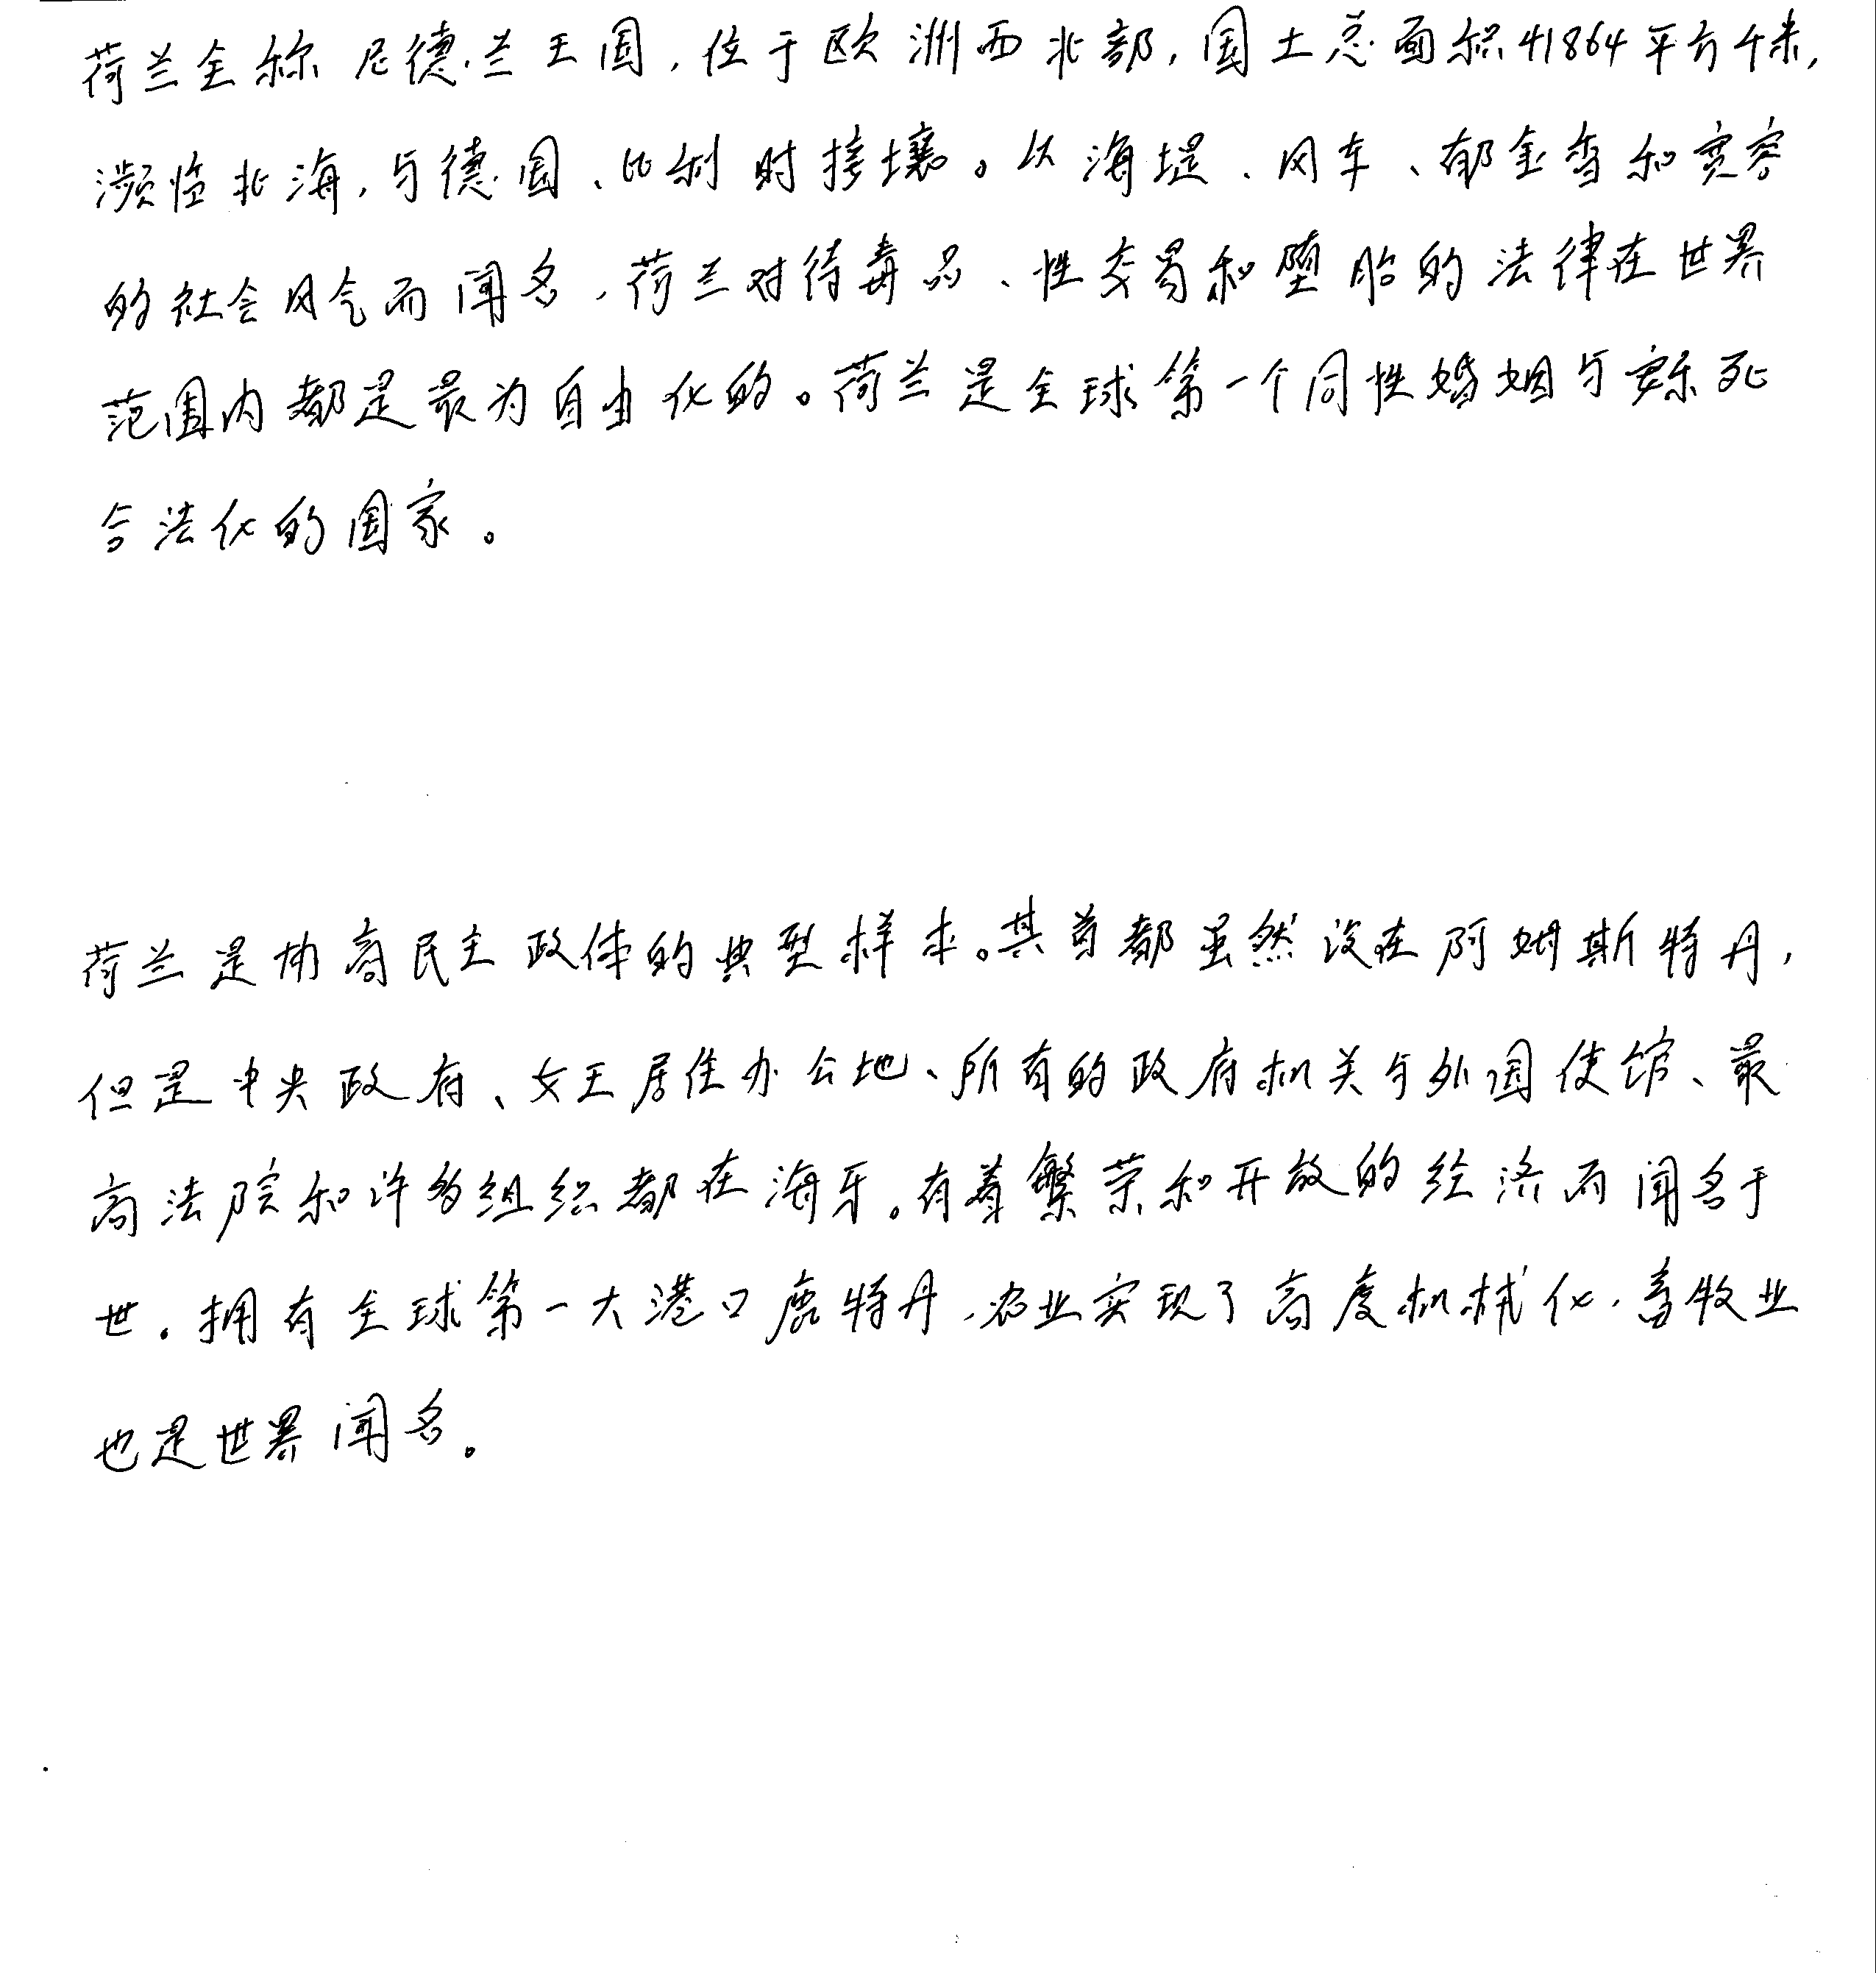 荷兰全称尼德兰王国,位于欧洲西北部,国土总面积41864平方千米,
濒临北海,与德国、比利时接壤。以海堤、风车、郁金香和宽容
的社会风气而闻名,荷兰对待毒品、性交易和堕胎的法律在世界
范围内都是最为自由化的。荷兰是全球第一个同性婚姻与安乐死
合法化的国家。
荷兰是协商民主政体的典型样本。其首都虽然设在阿姆斯特丹,
但是中央政府、女王居住办公地、所有的政府机关与外国使馆、最
高法院和许多组织都在海牙。有着繁荣和开放的经济而闻名于
世。拥有全球第一大港口鹿特丹,农业实现了高度机械化,畜牧业
也是世界闻名。